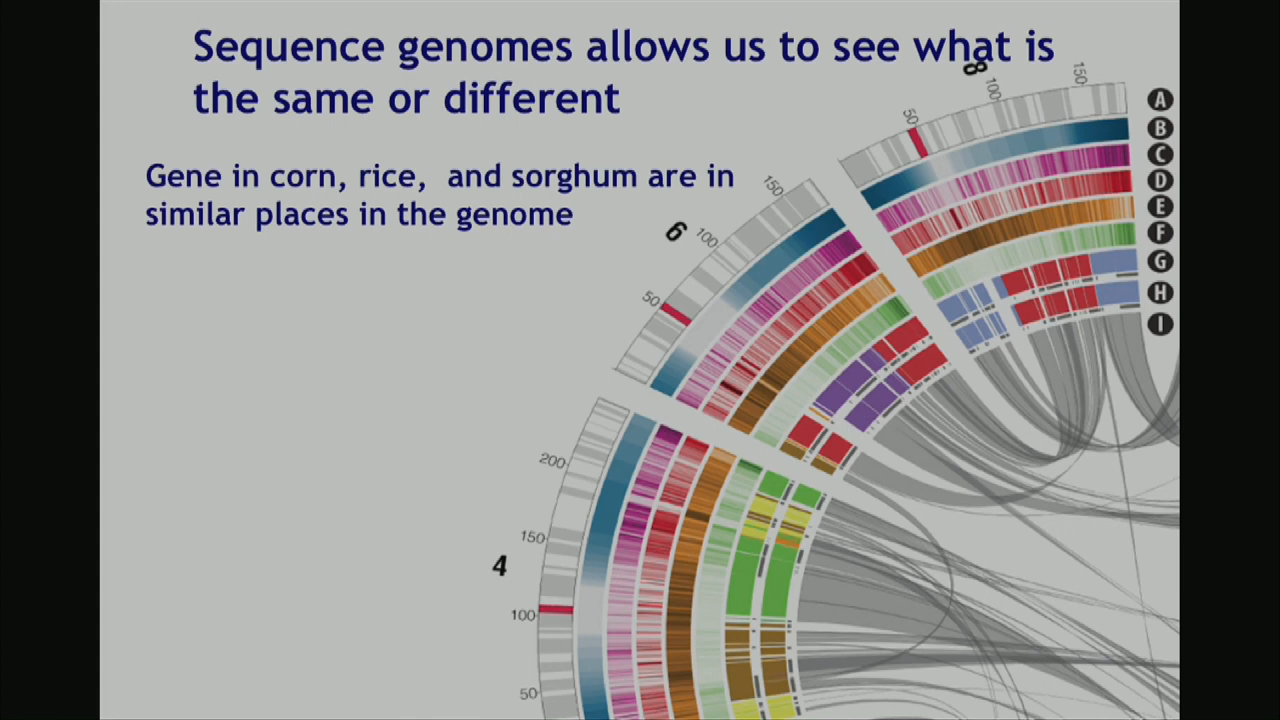 Sequence genomes allows us to see what is
the same or different
Gene in corn, rice,  and sorghum are in
similar places in the genome
8
50
100
150
A
B
C
D
E
F
G
H
I
6
50
100
150
4
200
150
100
50